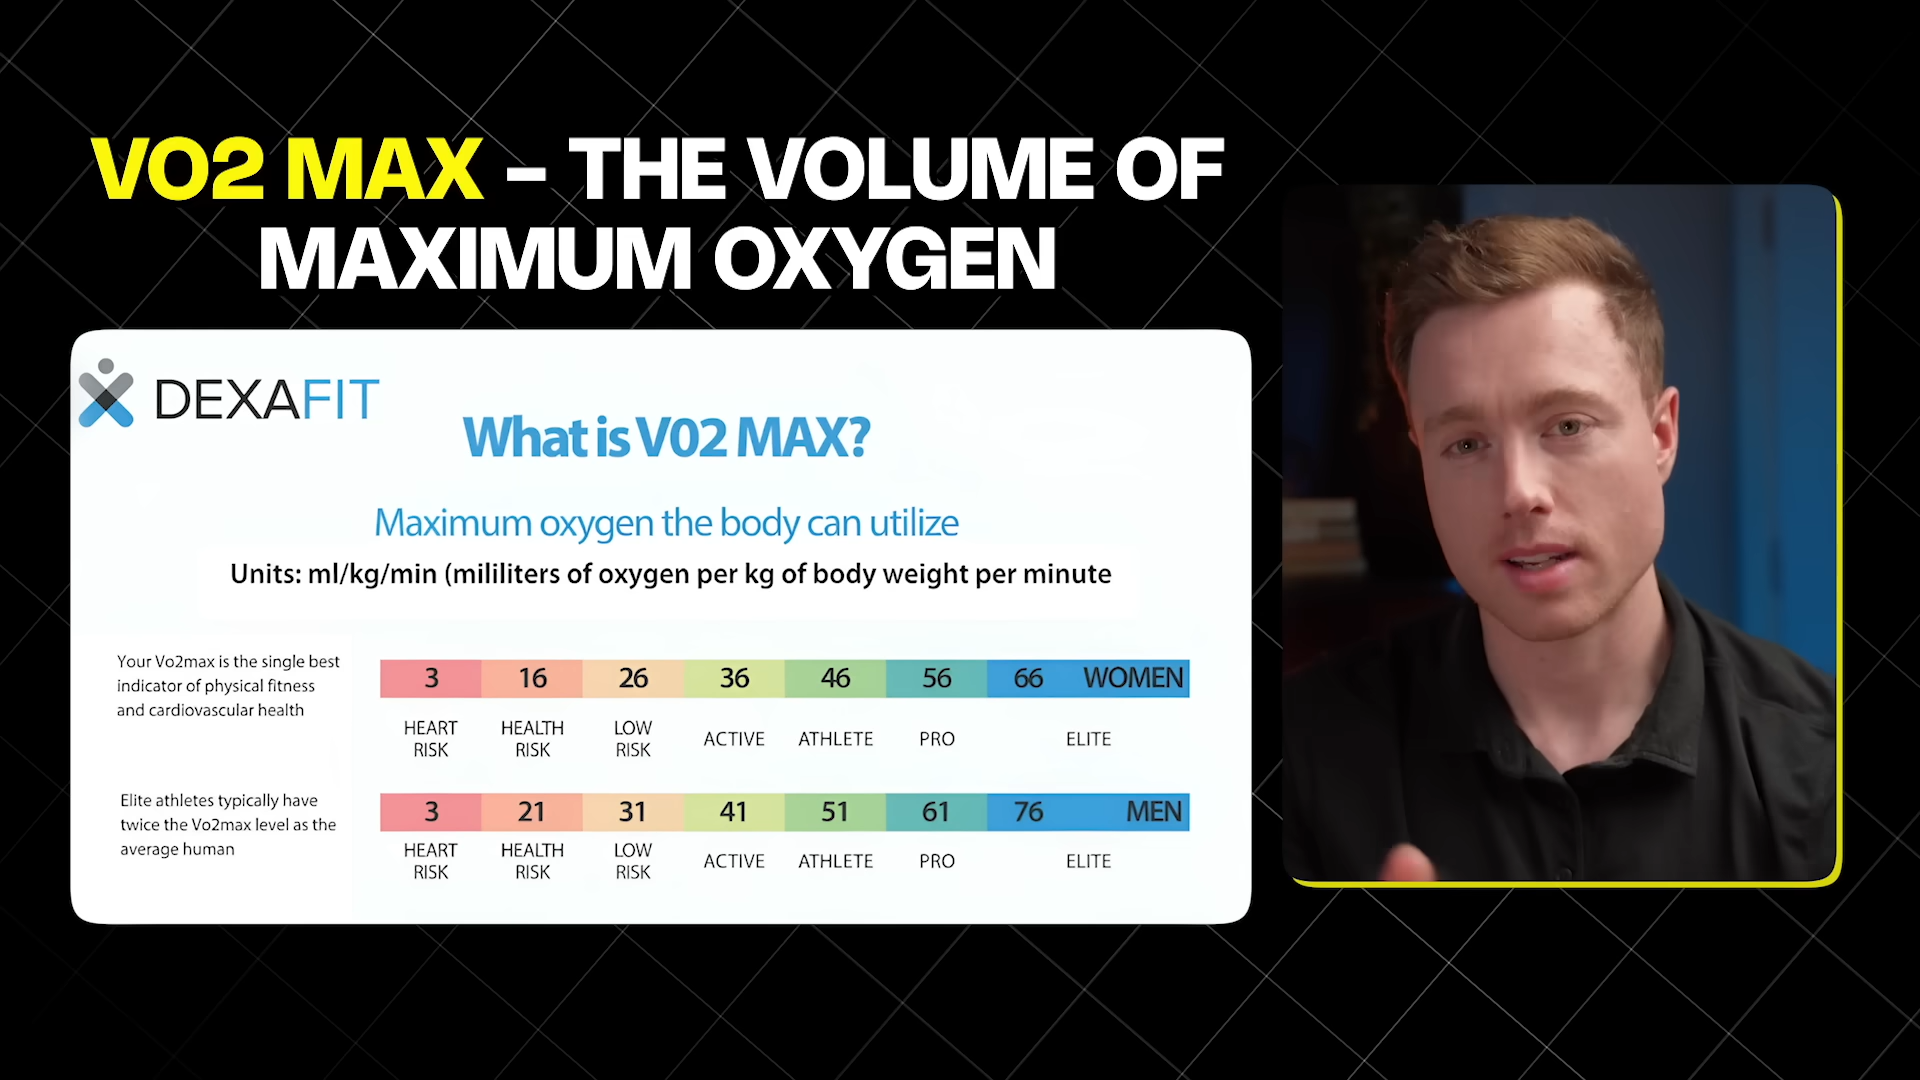 VO2 MAX – THE VOLUME OF
MAXIMUM OXYGEN
DEXAFIT
What is V02 MAX?
Maximum oxygen the body can utilize
Units: ml/kg/min (mililiters of oxygen per kg of body weight per minute
Your Vo2max is the single best
indicator of physical fitness
and cardiovascular health
3 16 26 36 46 56 66 WOMEN
HEART RISK HEALTH RISK LOW RISK ACTIVE ATHLETE PRO ELITE
Elite athletes typically have
twice the Vo2max level as the
average human
3 21 31 41 51 61 76 MEN
HEART RISK HEALTH RISK LOW RISK ACTIVE ATHLETE PRO ELITE